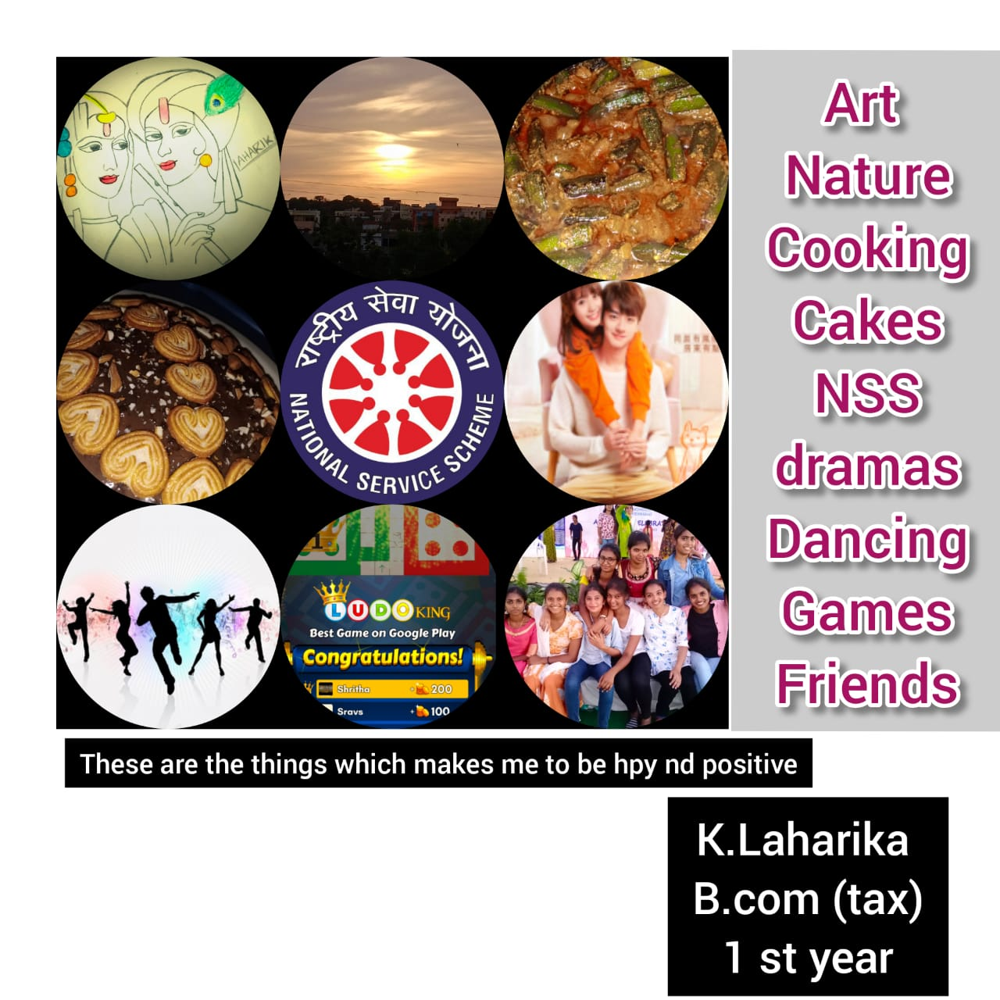 LAHARIK
राष्ट्रीय सेवा योजना
NATIONAL SERVICE SCHEME
LUDO KING
Best Game on Google Play
Congratulations!
Shritha + 200
Sravs + 100
Art
Nature
Cooking
Cakes
NSS
dramas
Dancing
Games
Friends
These are the things which makes me to be hpy nd positive
K.Laharika
B.com (tax)
1 st year